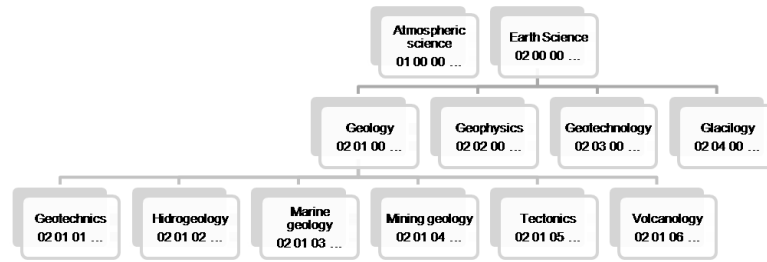 Atmospheric
science
01 00 00 ...
Earth Science
02 00 00 ...
Geology
02 01 00 ...
Geophysics
02 02 00 ...
Geotechnology
02 03 00 ...
Glacilogy
02 04 00 ...
Geotechnics
02 01 01 ...
Hidrogeology
02 01 02 ...
Marine
geology
02 01 03 ...
Mining geology
02 01 04 ...
Tectonics
02 01 05 ...
Volcanology
02 01 06 ...